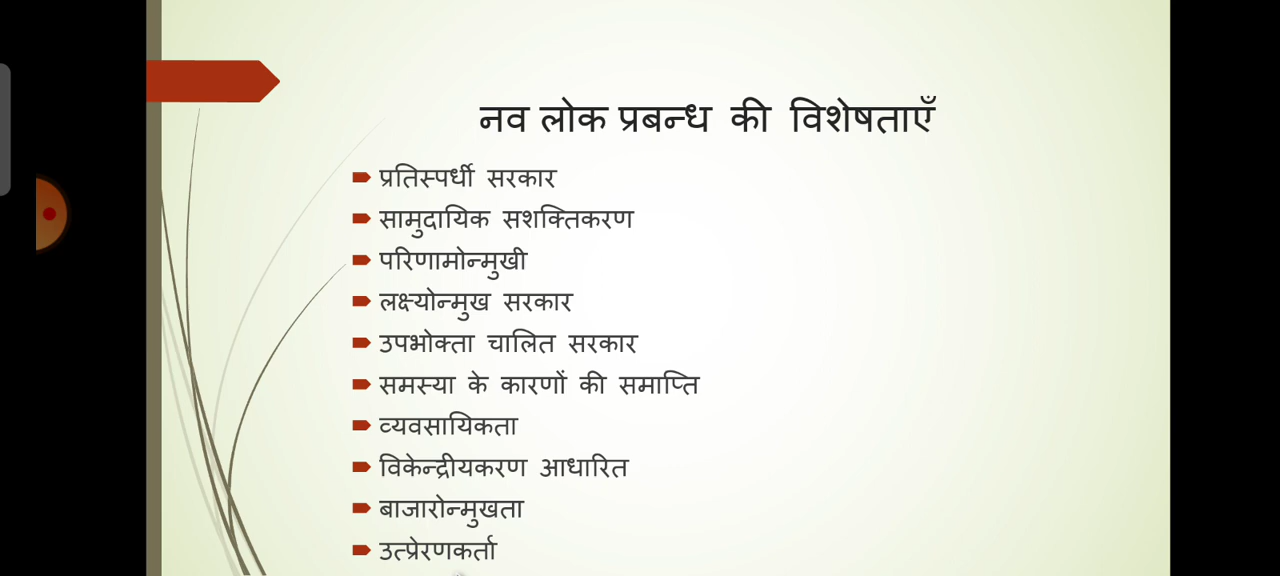 नव लोक प्रबन्ध की विशेषताएँ
प्रतिस्पर्धी सरकार
सामुदायिक सशक्तिकरण
परिणामोन्मुखी
लक्ष्योन्मुख सरकार
उपभोक्ता चालित सरकार
समस्या के कारणों की समाप्ति
व्यवसायिकता
विकेन्द्रीयकरण आधारित
बाजारोन्मुखता
उत्प्रेरणकर्ता